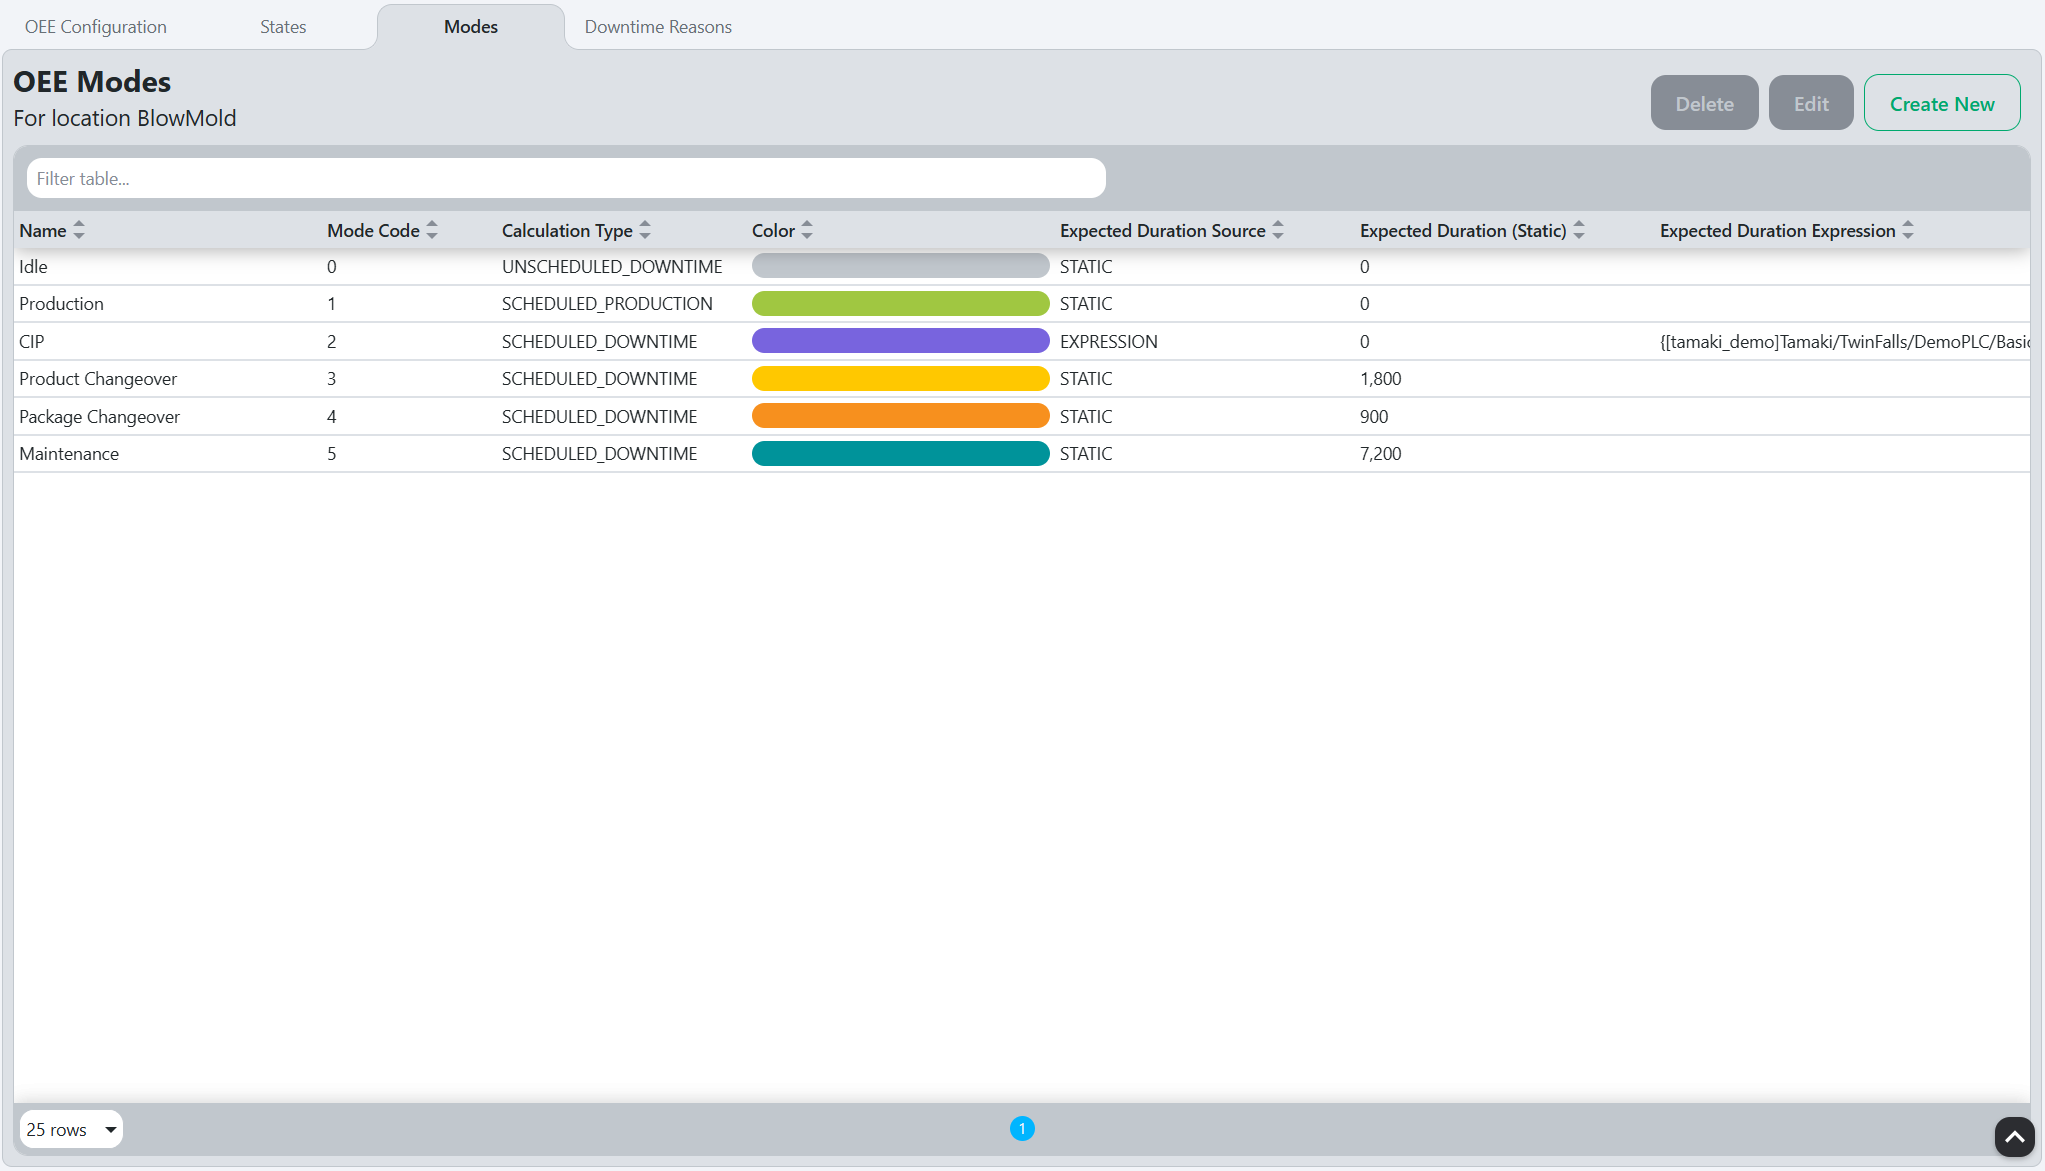 OEE Configuration States Modes Downtime Reasons
OEE Modes
For location BlowMold
Delete Edit Create New
Filter table...
Name Mode Code Calculation Type Color Expected Duration Source Expected Duration (Static) Expected Duration Expression
Idle 0 UNSCHEDULED_DOWNTIME STATIC 0
Production 1 SCHEDULED_PRODUCTION STATIC 0
CIP 2 SCHEDULED_DOWNTIME EXPRESSION 0 {[tamaki_demo]Tamaki/TwinFalls/DemoPLC/Basic
Product Changeover 3 SCHEDULED_DOWNTIME STATIC 1,800
Package Changeover 4 SCHEDULED_DOWNTIME STATIC 900
Maintenance 5 SCHEDULED_DOWNTIME STATIC 7,200
25 rows 1